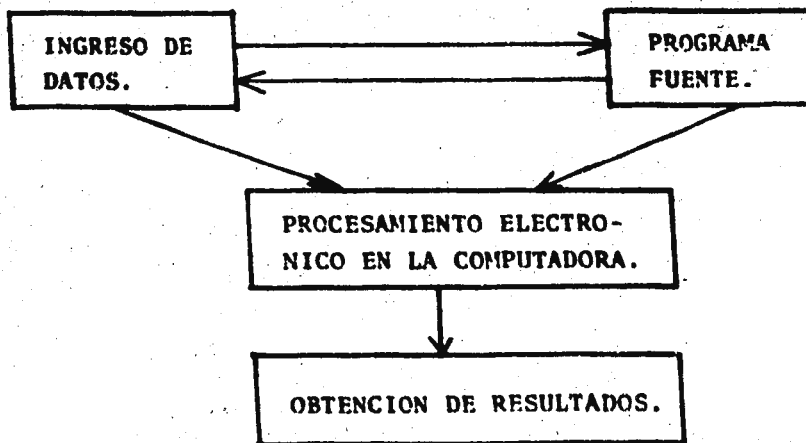 INGRESO DE
DATOS.
PROGRAMA
FUENTE.
PROCESAMIENTO ELECTRO-
NICO EN LA COMPUTADORA.
OBTENCION DE RESULTADOS.